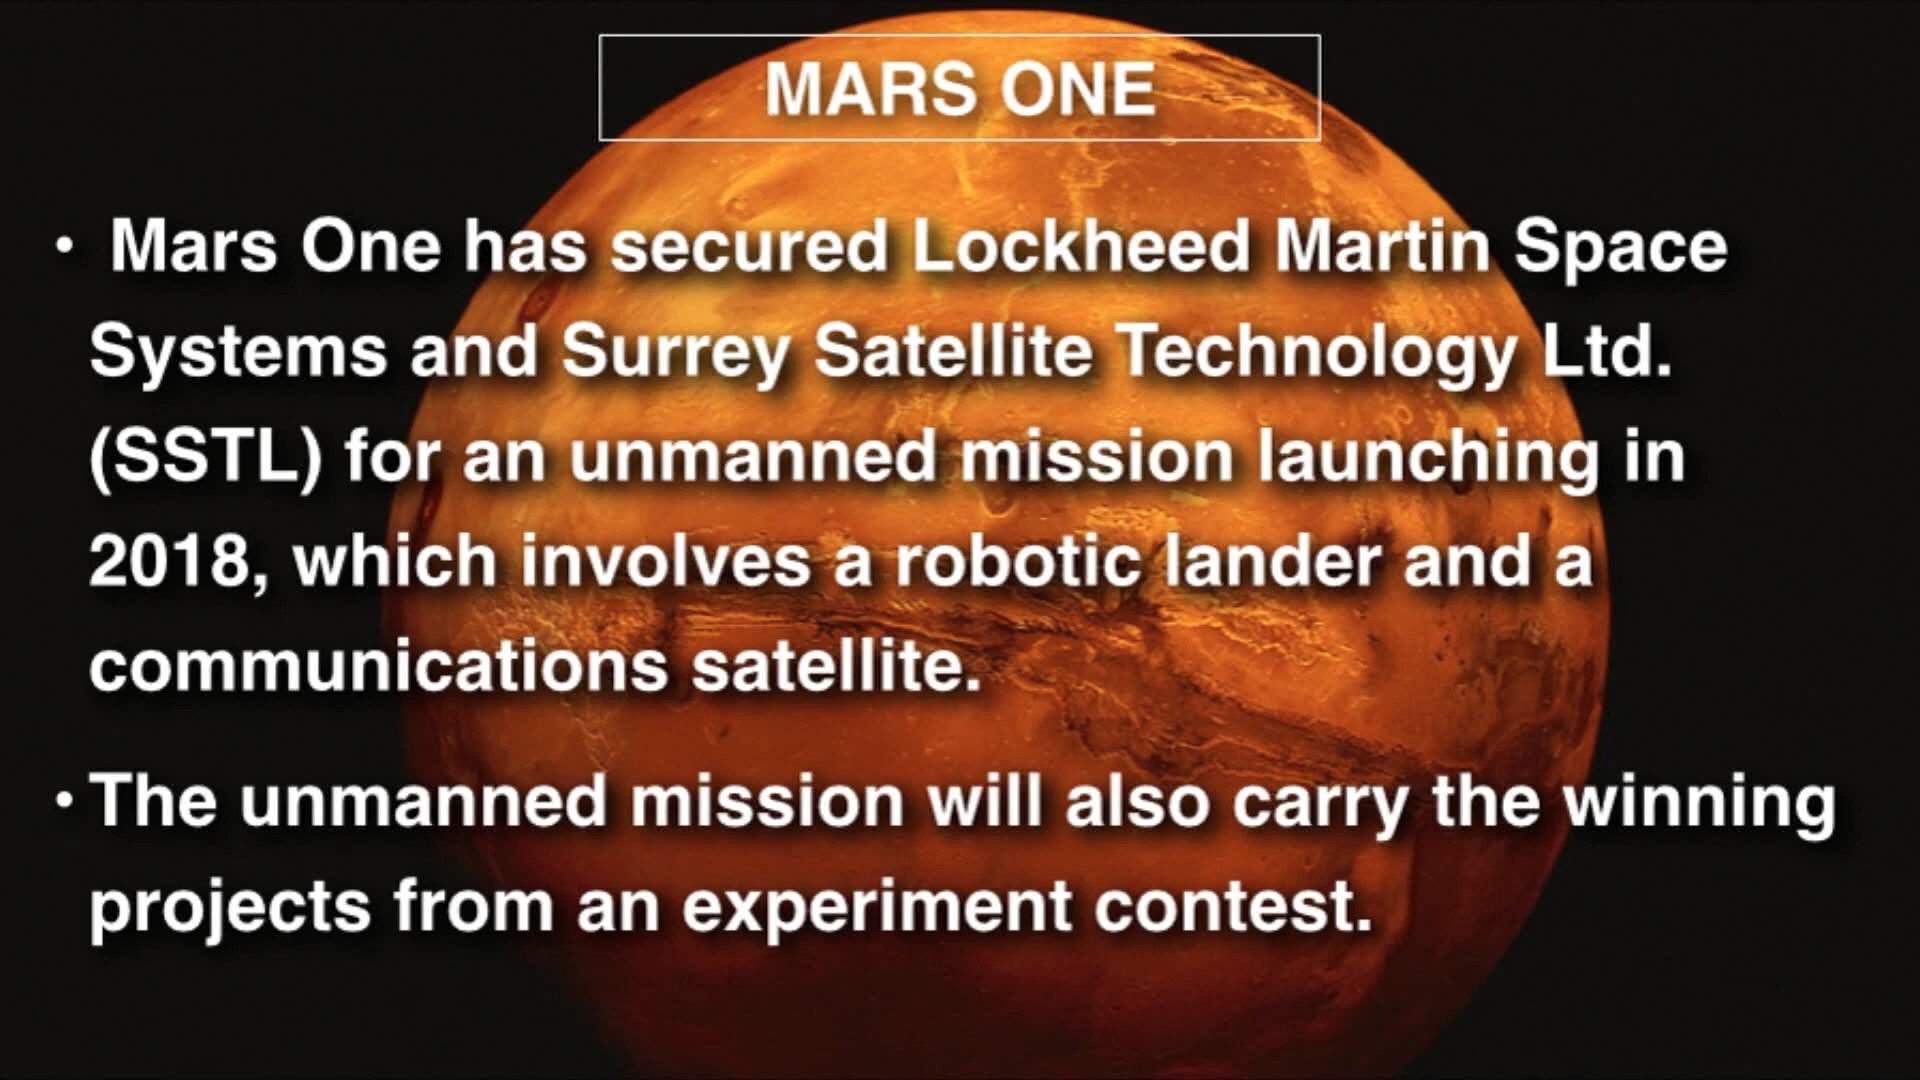 MARS ONE
• Mars One has secured Lockheed Martin Space
Systems and Surrey Satellite Technology Ltd.
(SSTL) for an unmanned mission launching in
2018, which involves a robotic lander and a
communications satellite.
• The unmanned mission will also carry the winning
projects from an experiment contest.